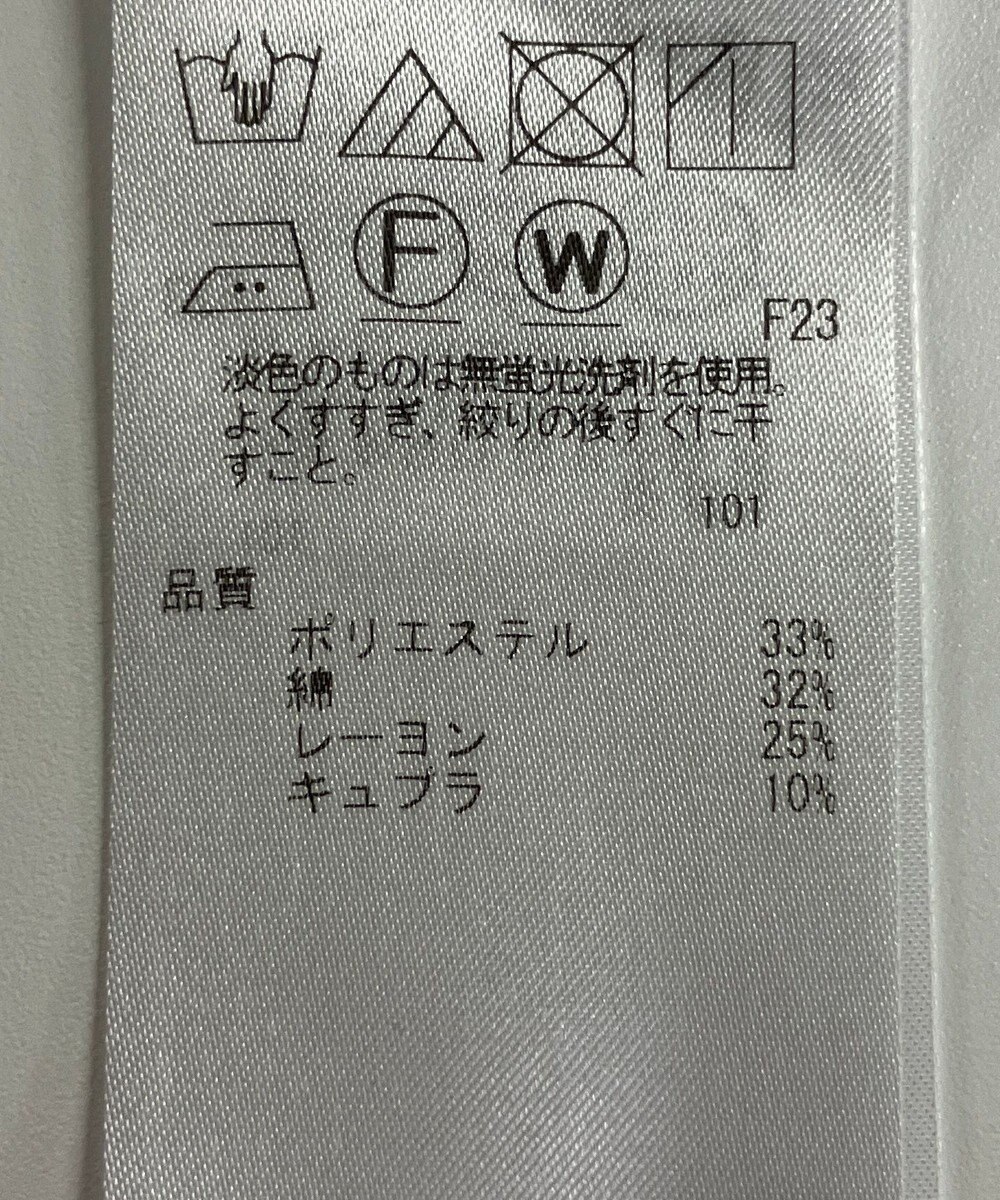 F W
F23
淡色のものは無蛍光洗剤を使用。
よくすすぎ、絞りの後すぐに干
すこと。
101
品質
ポリエステル 33%
綿 32%
レーヨン 25%
キュプラ 10%